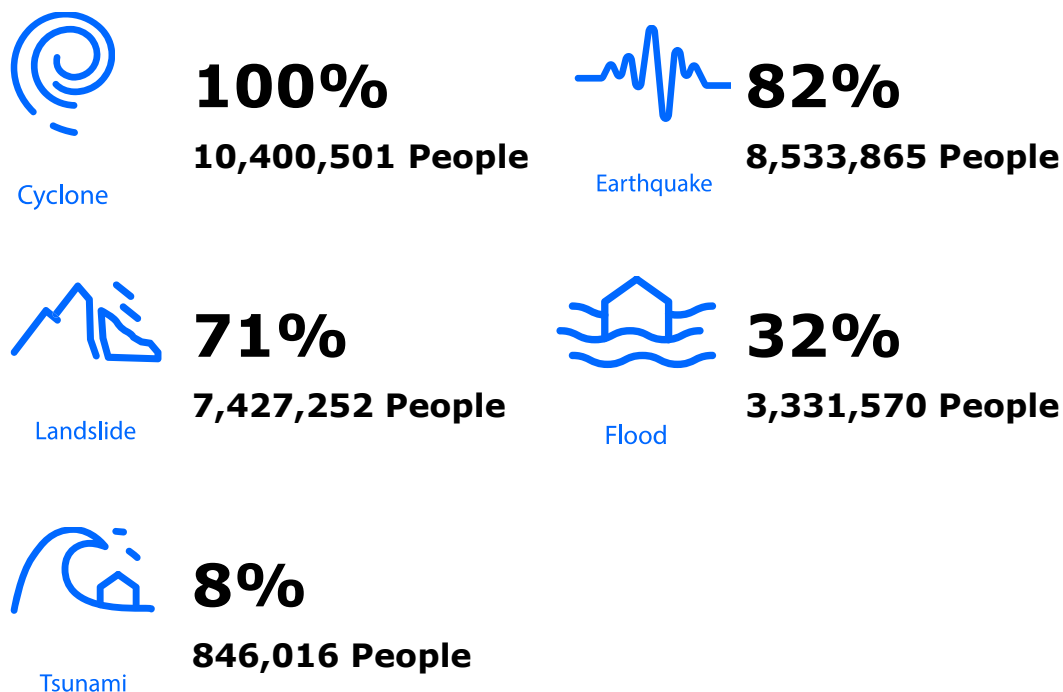 100%
10,400,501 People
Cyclone
82%
8,533,865 People
Earthquake
71%
7,427,252 People
Landslide
32%
3,331,570 People
Flood
8%
846,016 People
Tsunami